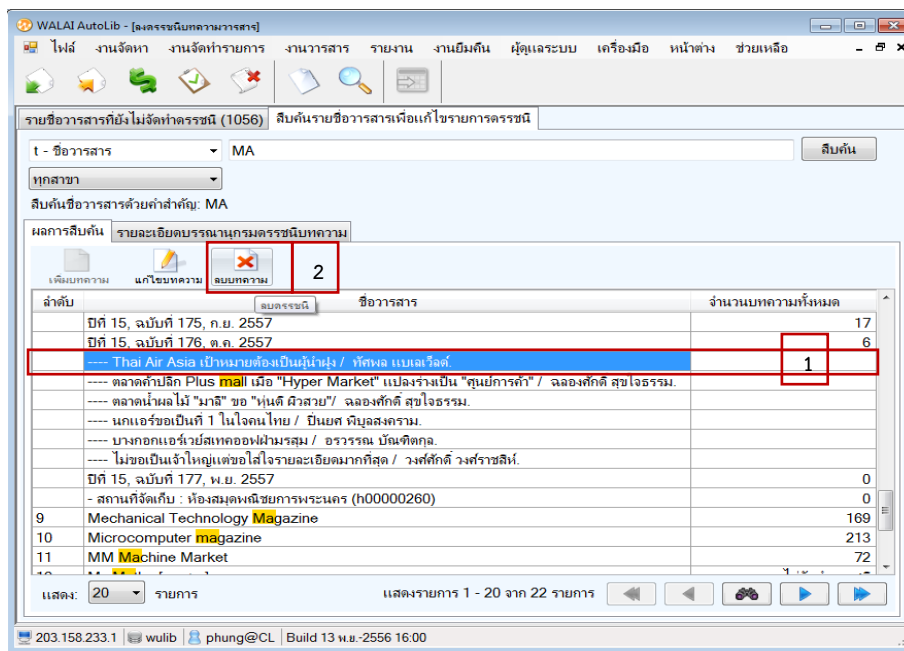 WALAI AutoLib - [ลงดรรชนีบทความวารสาร]
ไฟล์ งานจัดหา งานจัดทำรายการ งานวารสาร รายงาน งานยืมคืน ผู้ดูแลระบบ เครื่องมือ หน้าต่าง ช่วยเหลือ
รายชื่อวารสารที่ยังไม่จัดทำดรรชนี (1056) สืบค้นรายชื่อวารสารเพื่อแก้ไขรายการดรรชนี
t - ชื่อวารสาร MA สืบค้น
ทุกสาขา
สืบค้นชื่อวารสารด้วยคำสำคัญ: MA
ผลการสืบค้น รายละเอียดบรรณานุกรมดรรชนีบทความ
เพิ่มบทความ แก้ไขบทความ ลบบทความ 2
ลบดรรชนี
ลำดับ ชื่อวารสาร จำนวนบทความทั้งหมด
ปีที่ 15, ฉบับที่ 175, ก.ย. 2557 17
ปีที่ 15, ฉบับที่ 176, ต.ค. 2557 6
---- Thai Air Asia เป้าหมายต้องเป็นผู้นำฝูง / ทัศพล แบเลเว็ลด์. 1
---- ตลาดค้าปลีก Plus mall เมื่อ "Hyper Market" แปลงร่างเป็น "ศูนย์การค้า" / ฉลองศักดิ์ สุขใจธรรม.
---- ตลาดน้ำผลไม้ "มาลี" ขอ "หุ่นดี ผิวสวย"/ ฉลองศักดิ์ สุขใจธรรม.
---- นกแอร์ขอเป็นที่ 1 ในใจคนไทย / ปิ่นยศ พิบูลสงคราม.
---- บางกอกแอร์เวย์สเทคออฟฝ่ามรสุม / อรวรรณ บัณฑิตกุล.
---- ไม่ขอเป็นเจ้าใหญ่แต่ขอใส่ใจรายละเอียดมากที่สุด / วงศ์ศักดิ์ วงศ์ราชสีห์.
ปีที่ 15, ฉบับที่ 177, พ.ย. 2557 0
- สถานที่จัดเก็บ : ห้องสมุดพณิชยการพระนคร (h00000260) 0
9 Mechanical Technology Magazine 169
10 Microcomputer magazine 213
11 MM Machine Market 72
แสดง: 20 รายการ แสดงรายการ 1 - 20 จาก 22 รายการ
203.158.233.1 wulib phung@CL Build 13 พ.ย.-2556 16:00